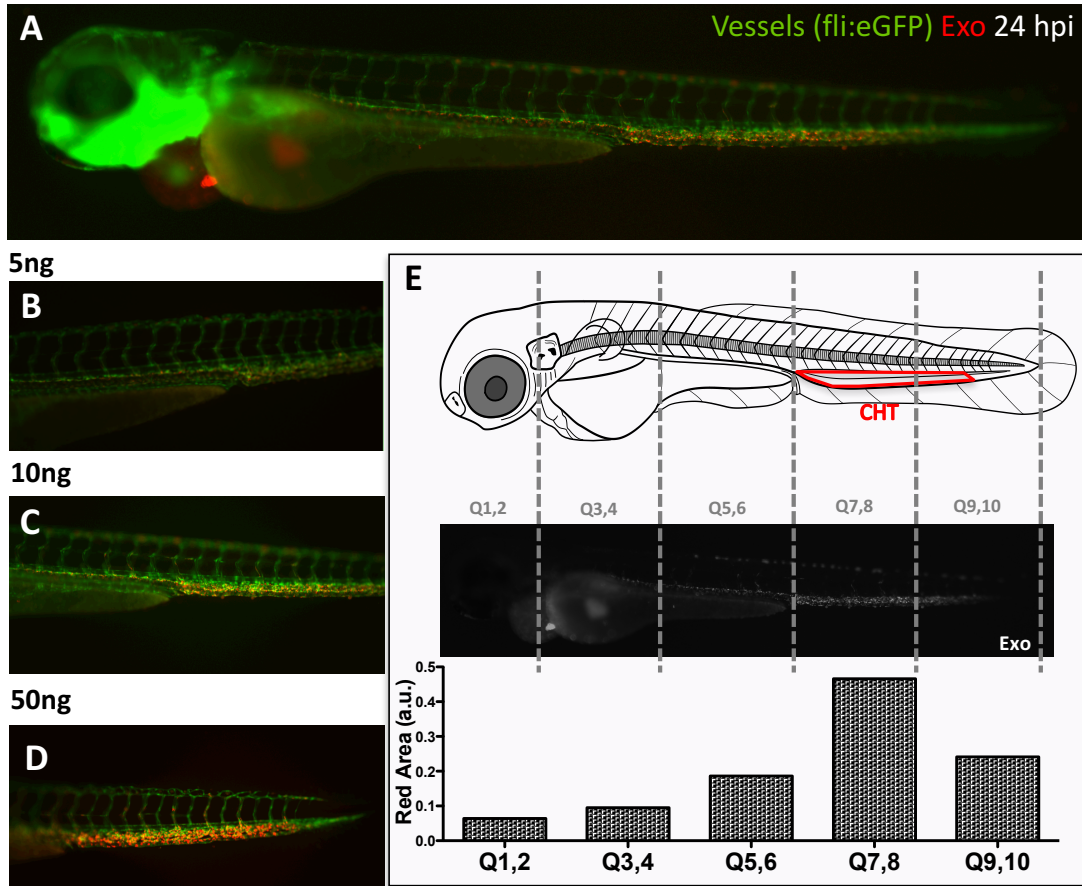 A
Vessels (fli:eGFP) Exo 24 hpi
5ng
B
10ng
C
50ng
D
E
CHT
Q1,2 Q3,4 Q5,6 Q7,8 Q9,10
Exo
Red Area (a.u.)
0.5
0.4
0.3
0.2
0.1
0.0
Q1,2 Q3,4 Q5,6 Q7,8 Q9,10